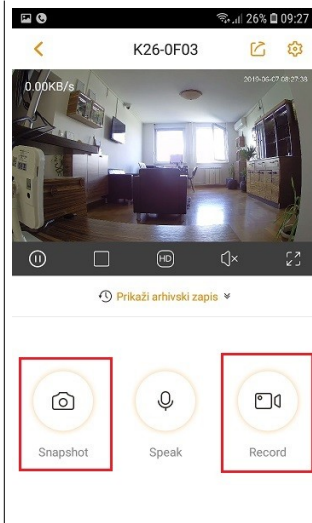 26% 09:27
K26-0F03
0.00KB/s
2019-06-07 08:27:38
HD
Prikaži arhivski zapis
Snapshot Speak Record